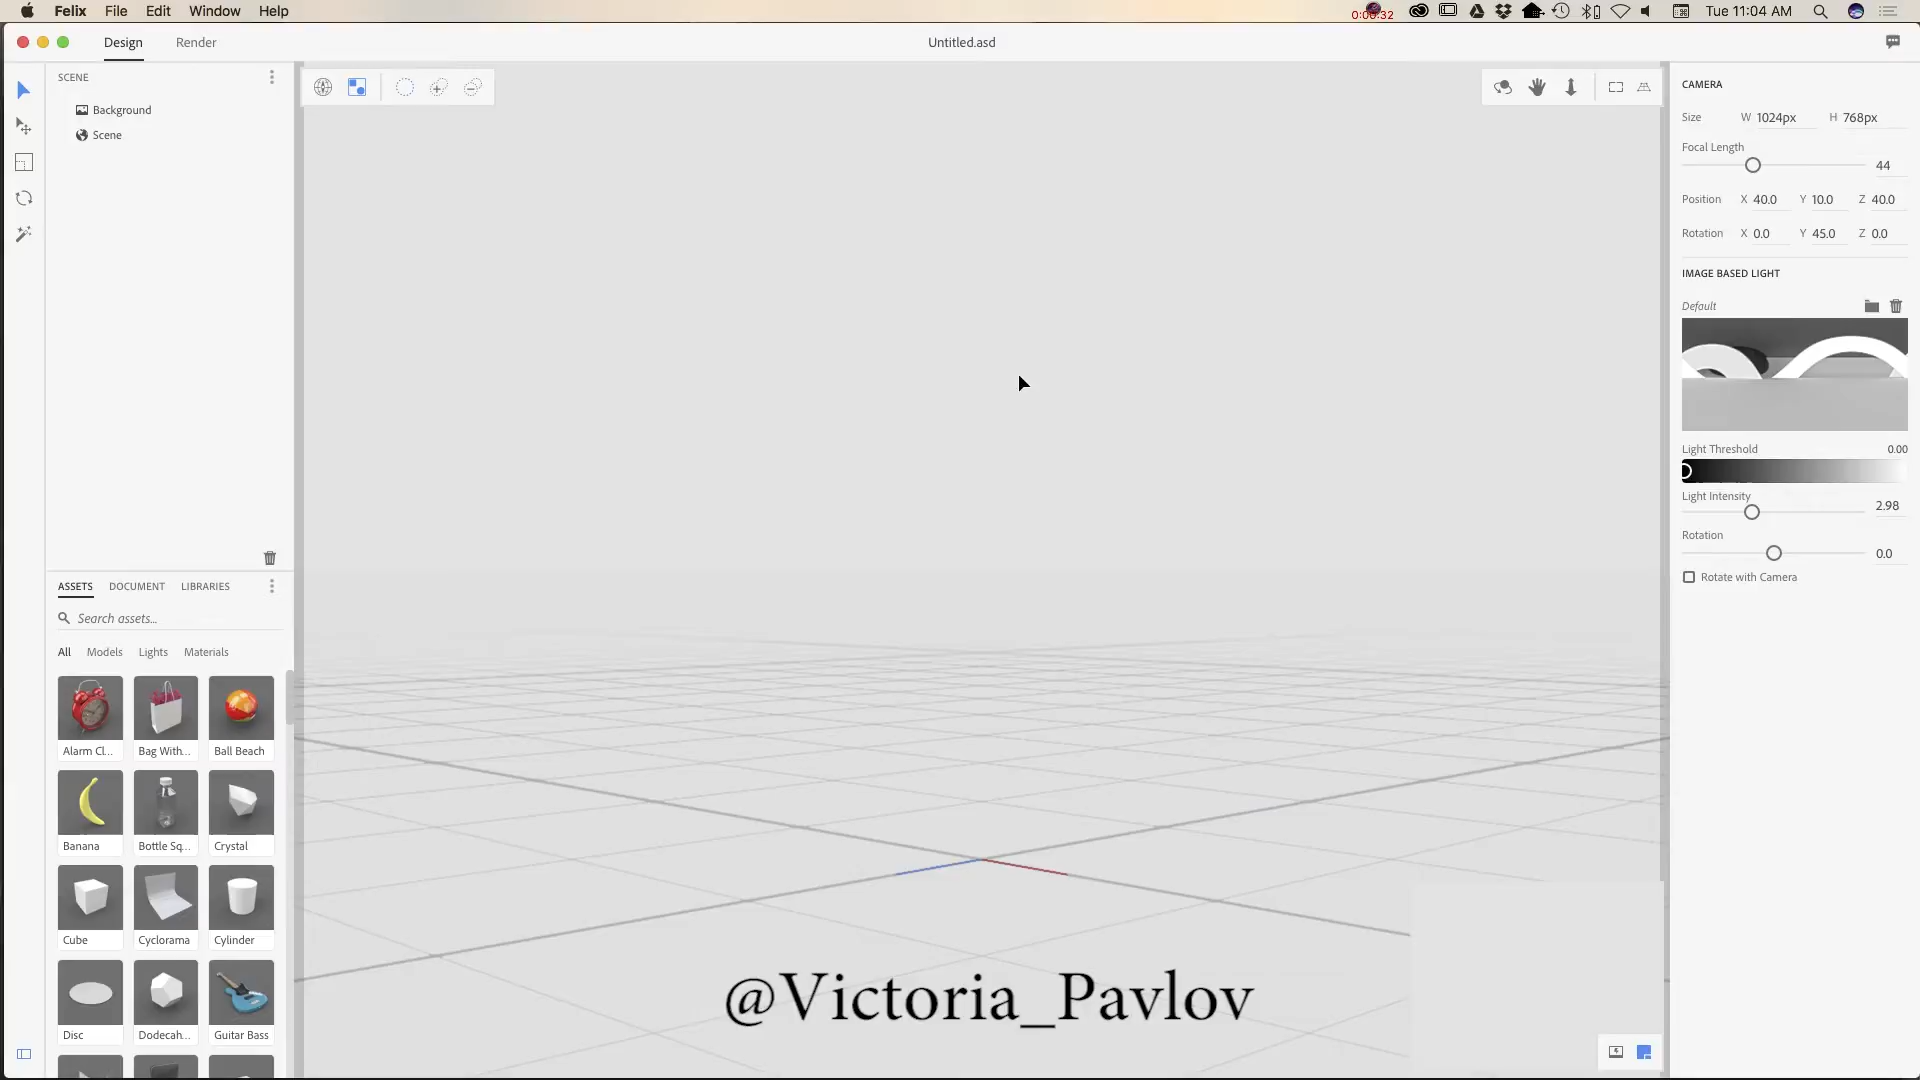 Felix File Edit Window Help
0:00:32
Tue 11:04 AM
Design Render
Untitled.asd
SCENE
Background
Scene
ASSETS DOCUMENT LIBRARIES
Search assets...
All Models Lights Materials
Alarm Cl... Bag With... Ball Beach
Banana Bottle Sq... Crystal
Cube Cyclorama Cylinder
Disc Dodecah... Guitar Bass
@Victoria_Pavlov
CAMERA
Size W 1024px H 768px
Focal Length
44
Position X 40.0 Y 10.0 Z 40.0
Rotation X 0.0 Y 45.0 Z 0.0
IMAGE BASED LIGHT
Default
Light Threshold 0.00
Light Intensity
2.98
Rotation
0.0
Rotate with Camera